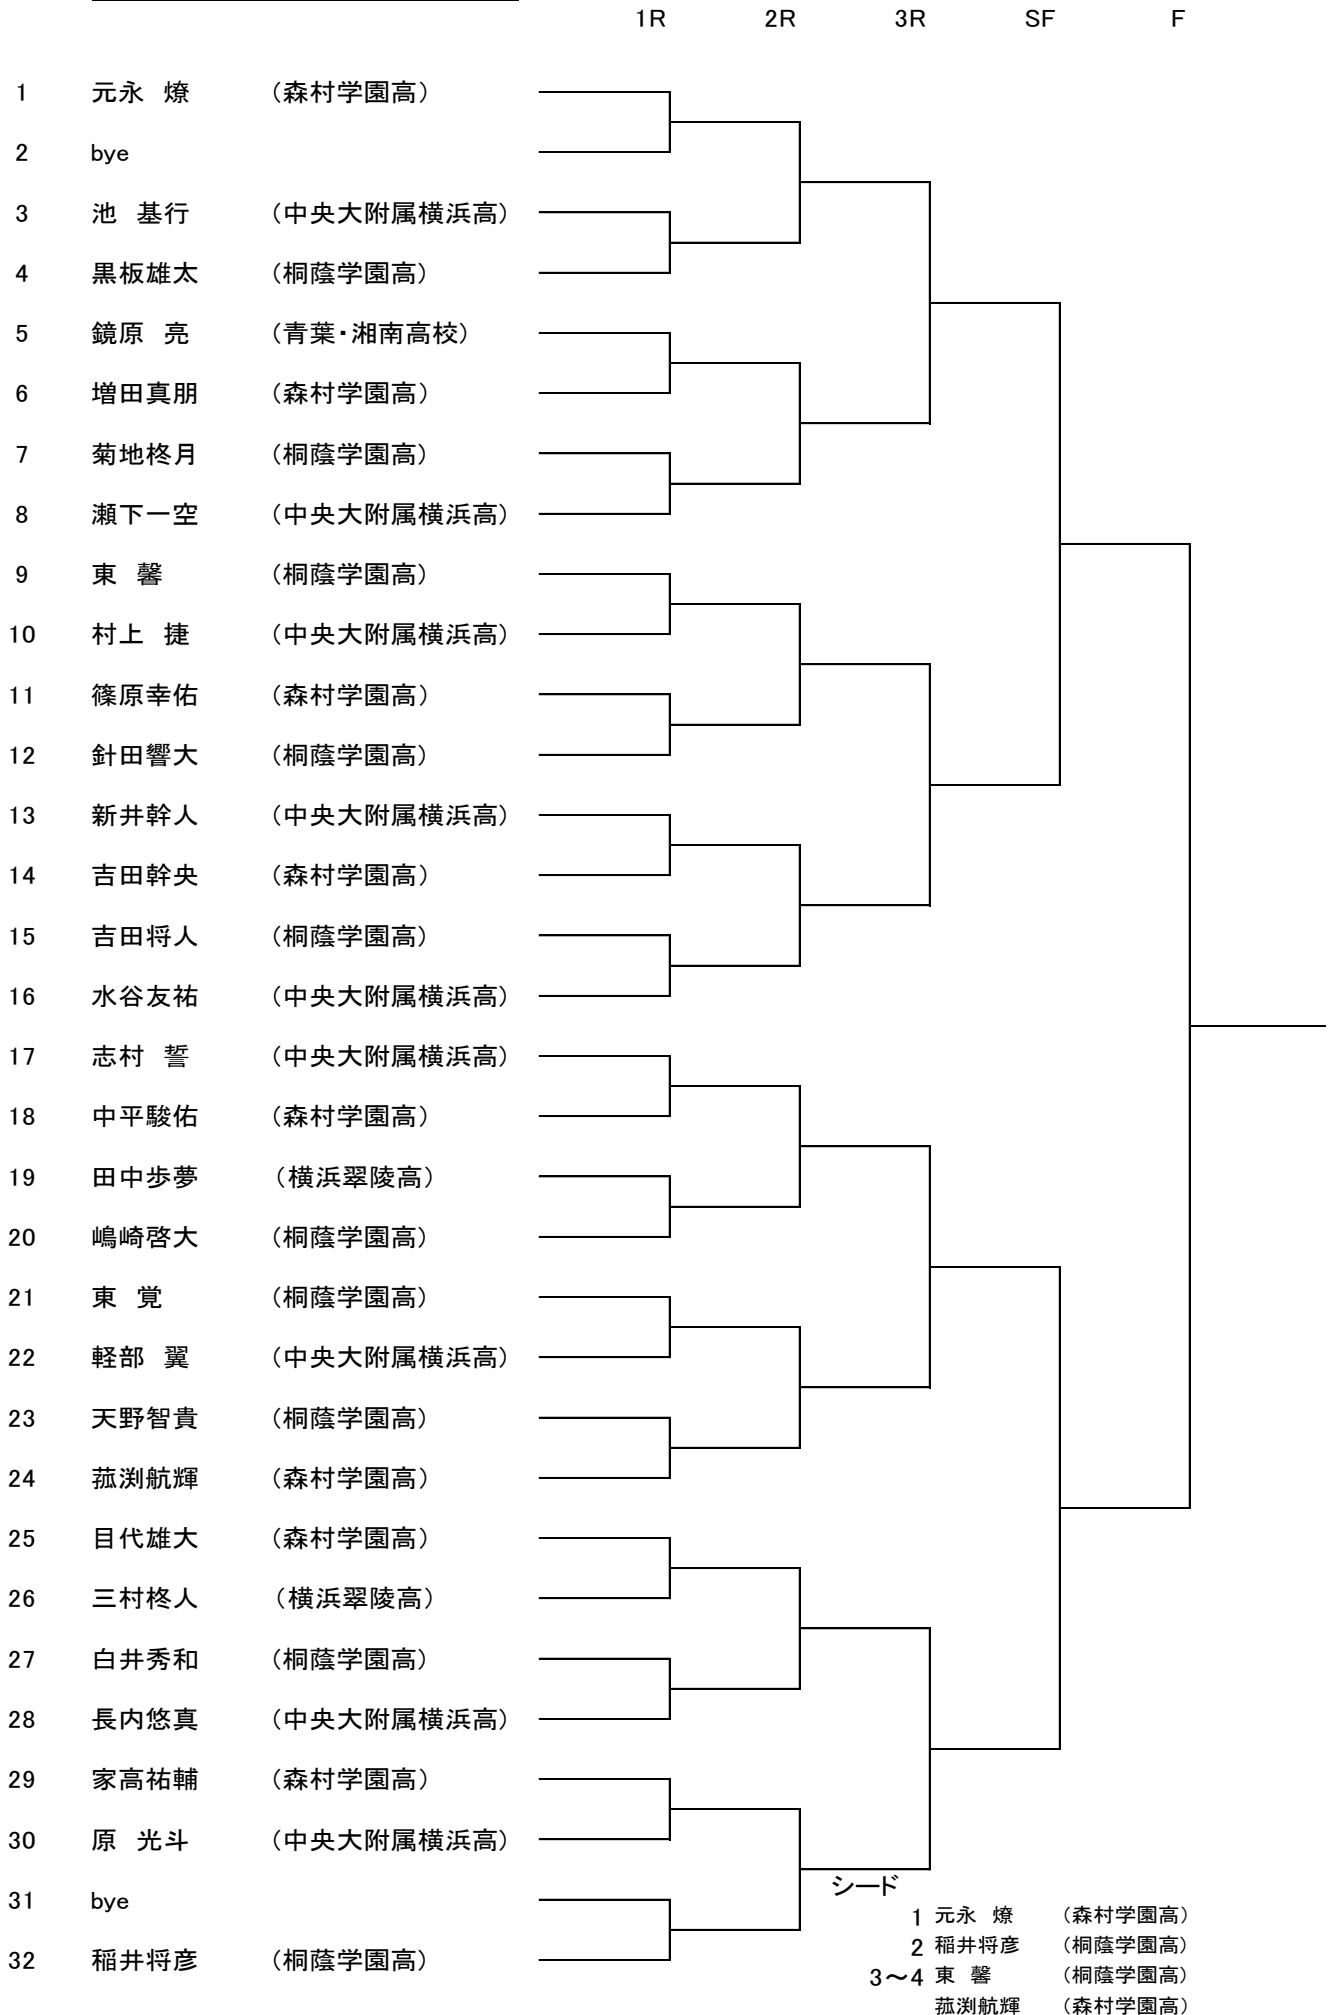 1R 2R 3R SF F
1 元永 燎 （森村学園高）
2 bye
3 池 基行 （中央大附属横浜高）
4 黒板雄太 （桐蔭学園高）
5 鏡原 亮 （青葉・湘南高校）
6 増田真朋 （森村学園高）
7 菊地柊月 （桐蔭学園高）
8 瀬下一空 （中央大附属横浜高）
9 東 馨 （桐蔭学園高）
10 村上 捷 （中央大附属横浜高）
11 篠原幸佑 （森村学園高）
12 針田響大 （桐蔭学園高）
13 新井幹人 （中央大附属横浜高）
14 吉田幹央 （森村学園高）
15 吉田将人 （桐蔭学園高）
16 水谷友祐 （中央大附属横浜高）
17 志村 誓 （中央大附属横浜高）
18 中平駿佑 （森村学園高）
19 田中歩夢 （横浜翠陵高）
20 嶋崎啓大 （桐蔭学園高）
21 東 覚 （桐蔭学園高）
22 軽部 翼 （中央大附属横浜高）
23 天野智貴 （桐蔭学園高）
24 菰渕航輝 （森村学園高）
25 目代雄大 （森村学園高）
26 三村柊人 （横浜翠陵高）
27 白井秀和 （桐蔭学園高）
28 長内悠真 （中央大附属横浜高）
29 家高祐輔 （森村学園高）
30 原 光斗 （中央大附属横浜高）
31 bye
32 稲井将彦 （桐蔭学園高）
シード
1 元永 燎 （森村学園高）
2 稲井将彦 （桐蔭学園高）
3～4 東 馨 （桐蔭学園高）
菰渕航輝 （森村学園高）